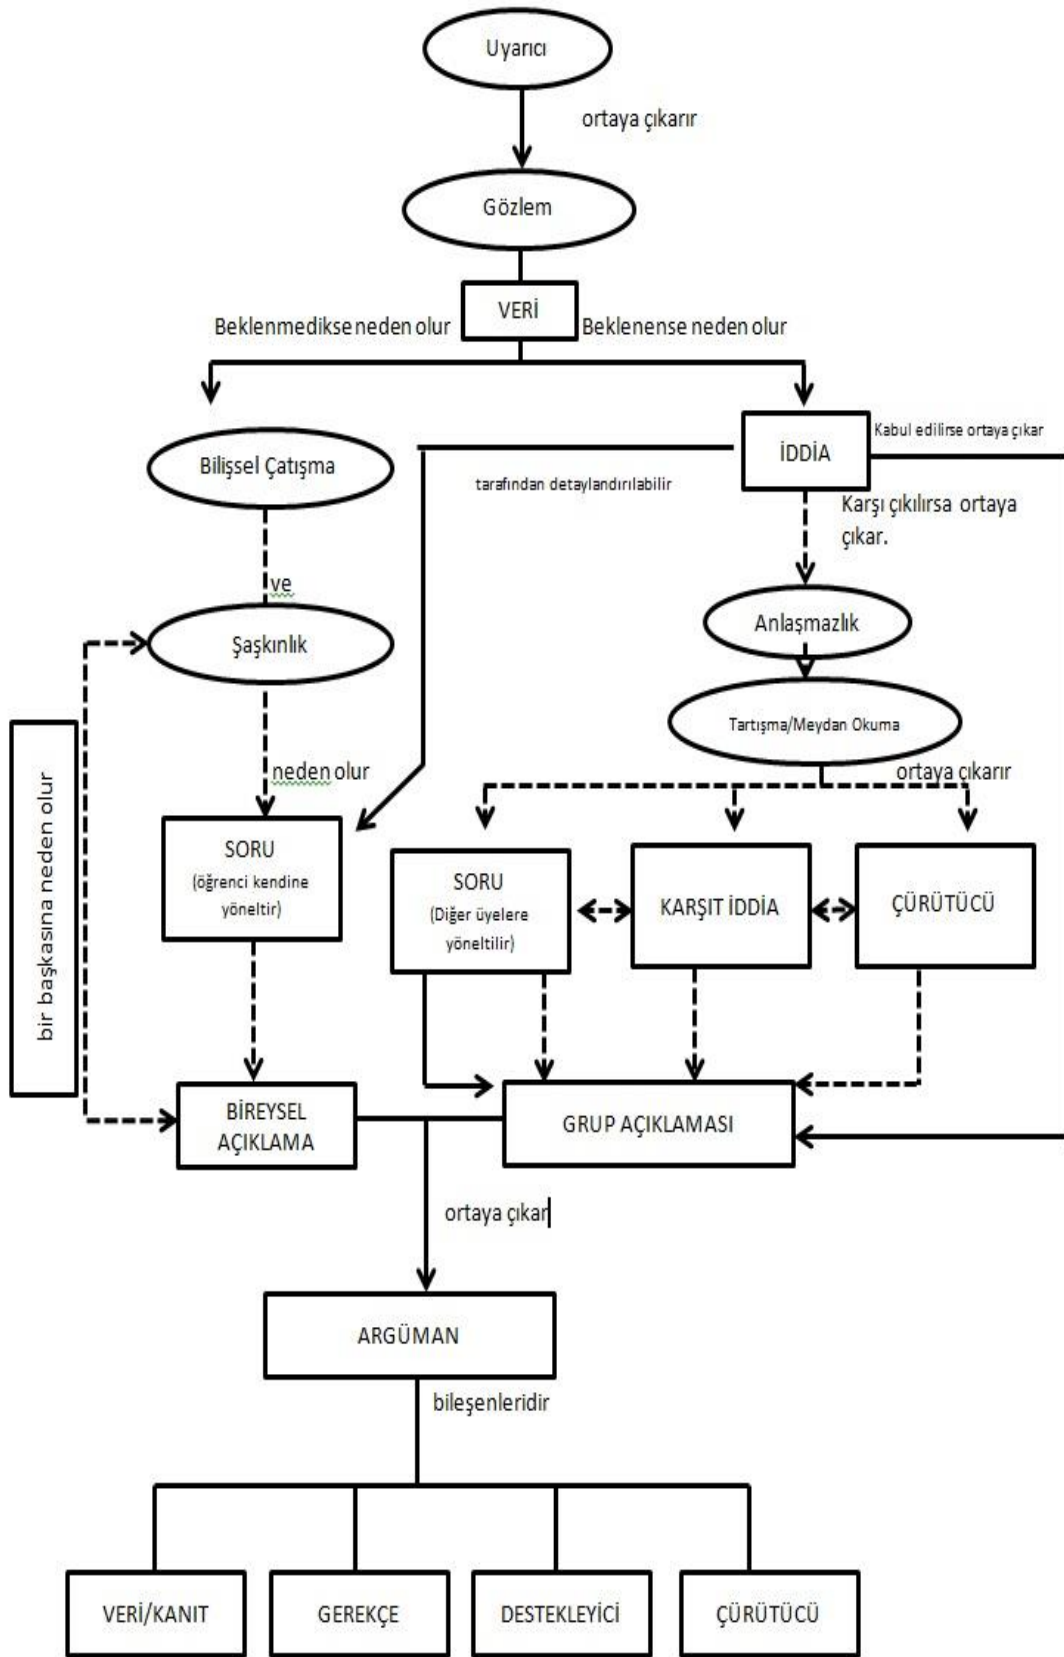 Uyarıcı
ortaya çıkarır
Gözlem
VERİ
Beklenmedikse neden olur
Beklenense neden olur
İDDİA
Kabul edilirse ortaya çıkar
Bilişsel Çatışma
tarafından detaylandırılabilir
Karşı çıkılırsa ortaya
çıkar.
ve
Anlaşmazlık
Şaşkınlık
Tartışma/Meydan Okuma
neden olur
ortaya çıkarır
bir başkasına neden olur
SORU
(öğrenci kendine
yöneltir)
SORU
(Diğer üyelere
yöneltilir)
KARŞIT İDDİA
ÇÜRÜTÜCÜ
BİREYSEL
AÇIKLAMA
GRUP AÇIKLAMASI
ortaya çıkar
ARGÜMAN
bileşenleridir
VERİ/KANIT
GEREKÇE
DESTEKLEYİCİ
ÇÜRÜTÜCÜ